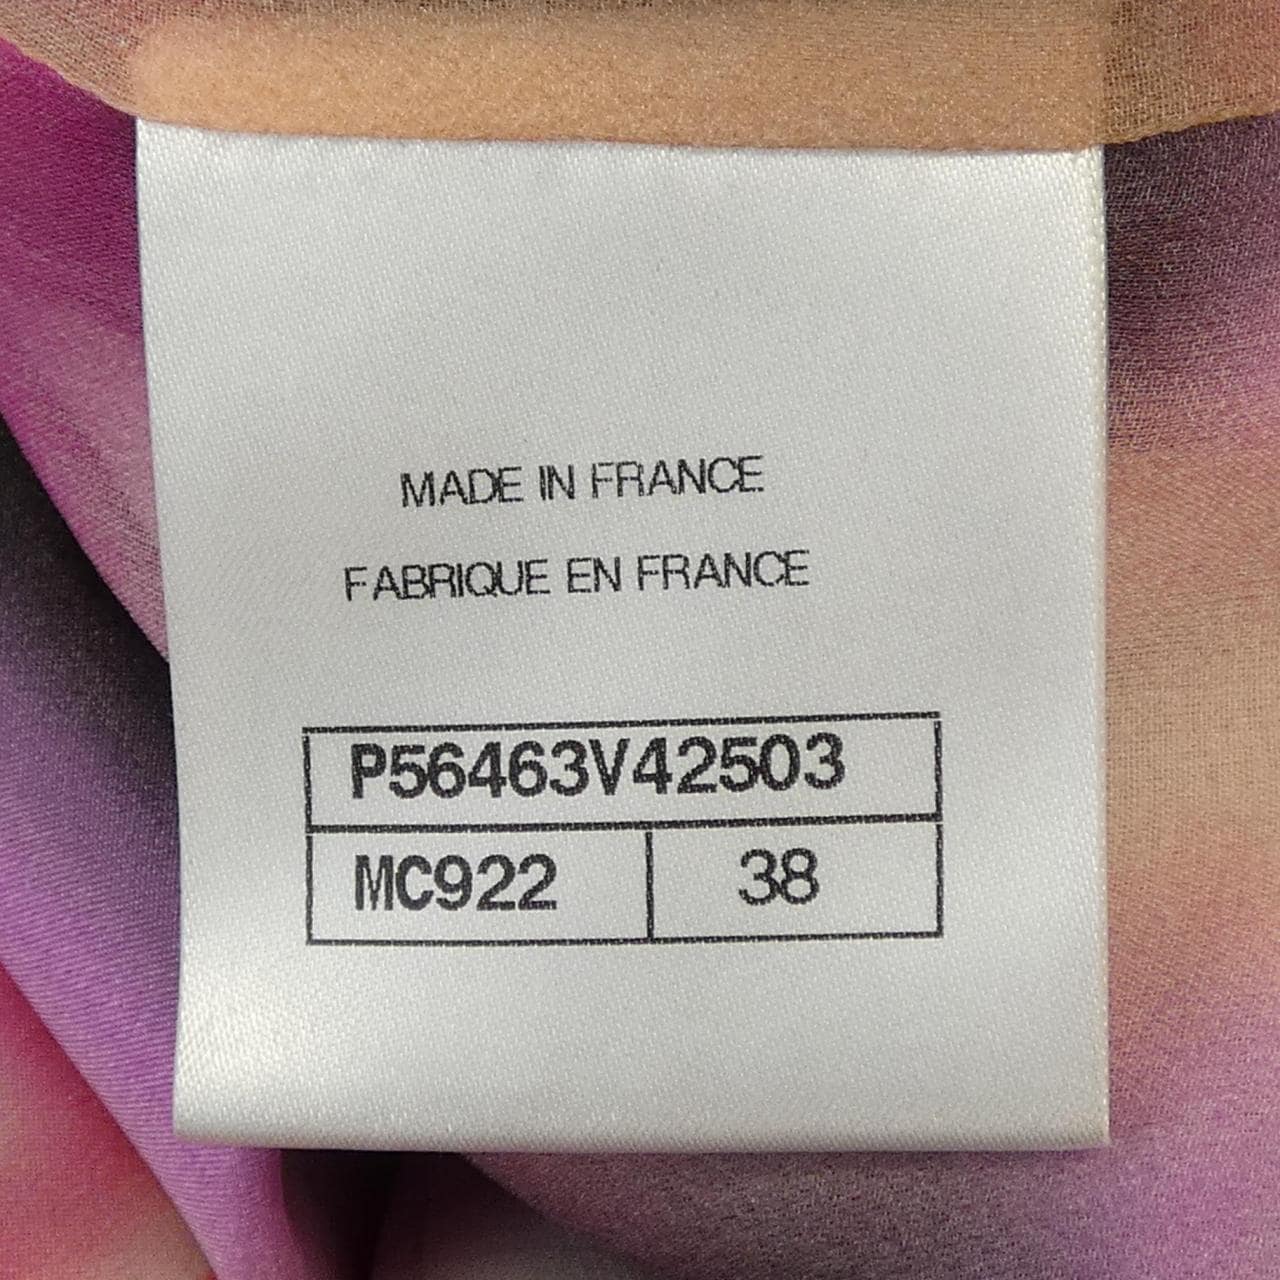 MADE IN FRANCE
FABRIQUE EN FRANCE
P56463V42503
MC922 38